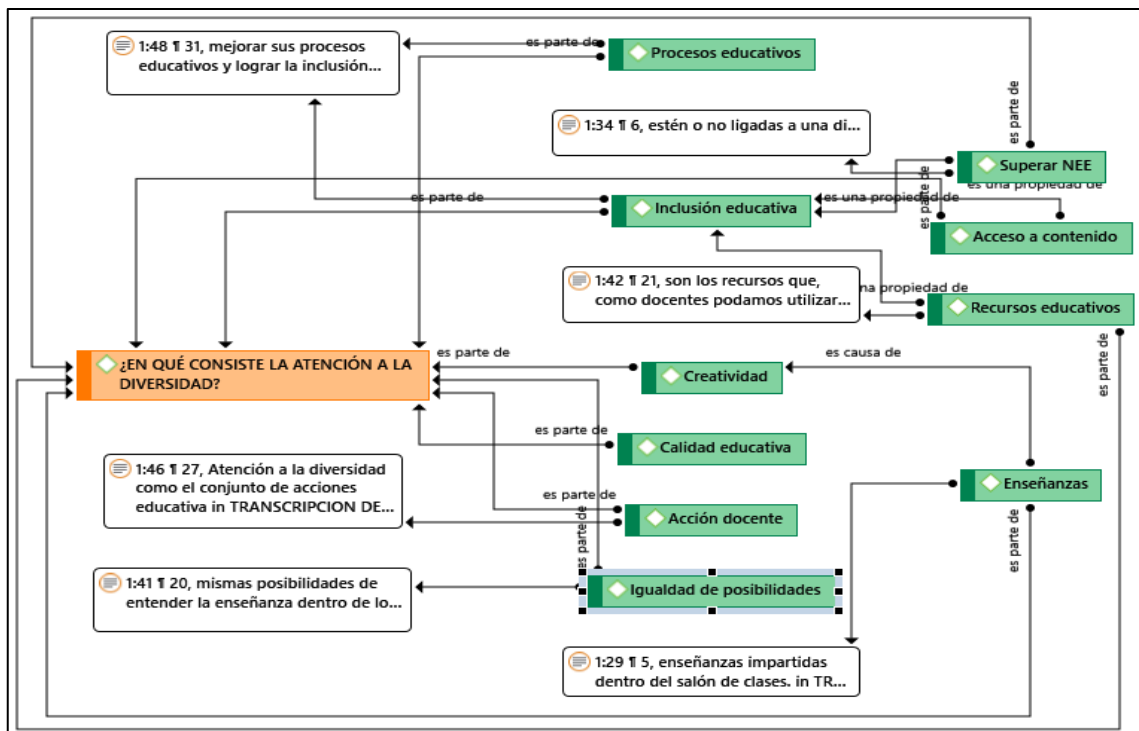 es parte de
1:48 ¶ 31, mejorar sus procesos
educativos y lograr la inclusión...
Procesos educativos
es parte de
1:34 ¶ 6, estén o no ligadas a una di...
Superar NEE
es una propiedad de
es parte de
es parte de
Inclusión educativa
es una propiedad de
Acceso a contenido
1:42 ¶ 21, son los recursos que,
como docentes podamos utilizar...
una propiedad de
Recursos educativos
es parte de
¿EN QUÉ CONSISTE LA ATENCIÓN A LA
DIVERSIDAD?
es parte de
Creatividad
es causa de
es parte de
Calidad educativa
1:46 ¶ 27, Atención a la diversidad
como el conjunto de acciones
educativa in TRANSCRIPCION DE...
es parte de
Acción docente
Enseñanzas
es parte de
es parte de
1:41 ¶ 20, mismas posibilidades de
entender la enseñanza dentro de lo...
Igualdad de posibilidades
1:29 ¶ 5, enseñanzas impartidas
dentro del salón de clases. in TR...